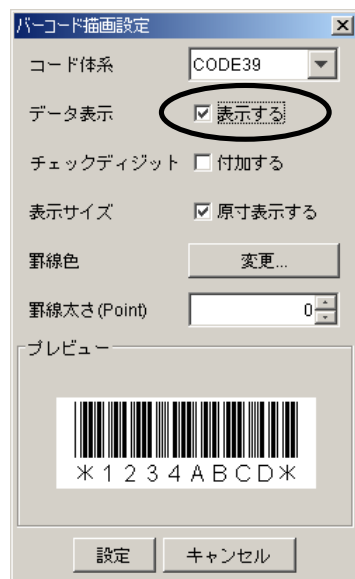 バーコード描画設定
コード体系 CODE39
データ表示 表示する
チェックディジット 付加する
表示サイズ 原寸表示する
罫線色 変更...
罫線太さ(Point) 0
プレビュー
*1234ABCD*
設定 キャンセル